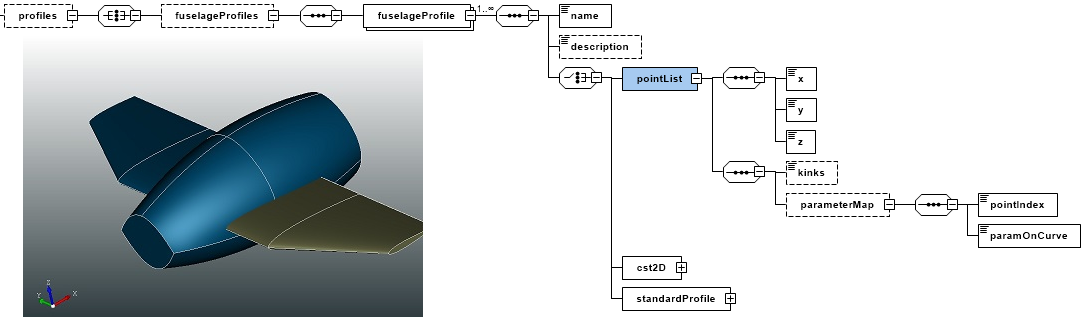 profiles
fuselageProfiles
fuselageProfile
1..∞
name
description
pointList
x
y
z
kinks
parameterMap
pointIndex
paramOnCurve
cst2D
standardProfile
Z
Y
X